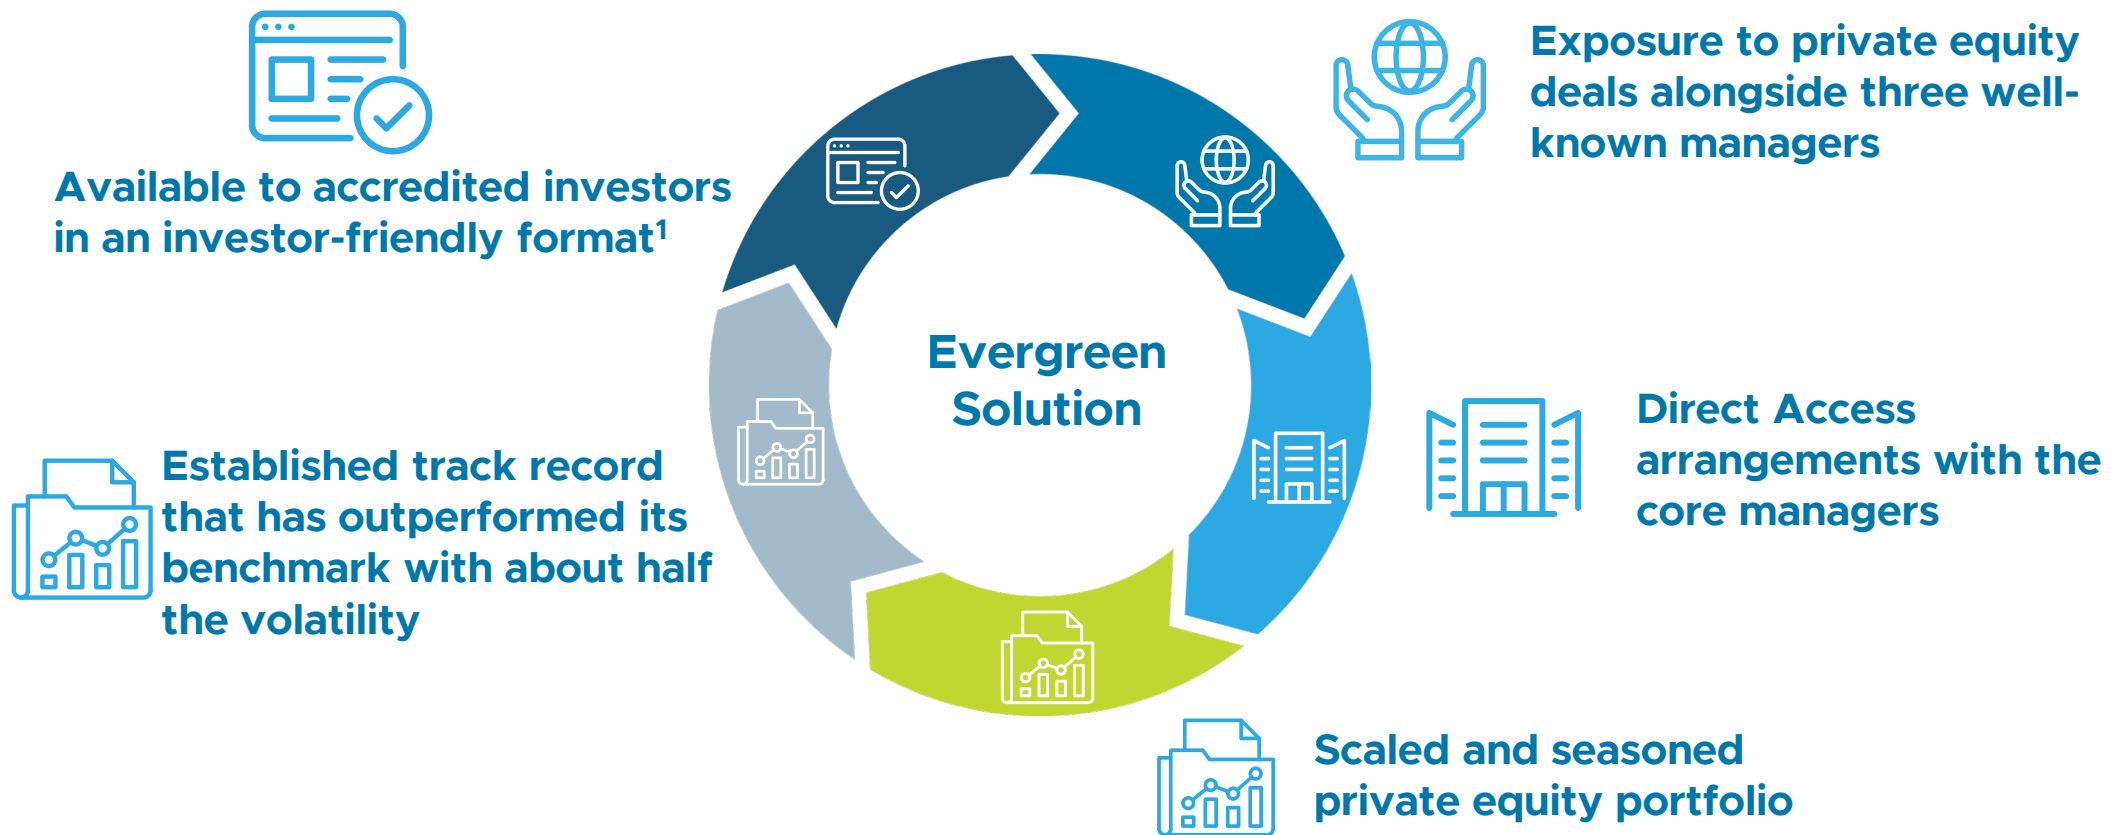 Available to accredited investors
in an investor-friendly format¹
Exposure to private equity
deals alongside three well-
known managers
Evergreen
Solution
Direct Access
arrangements with the
core managers
Established track record
that has outperformed its
benchmark with about half
the volatility
Scaled and seasoned
private equity portfolio